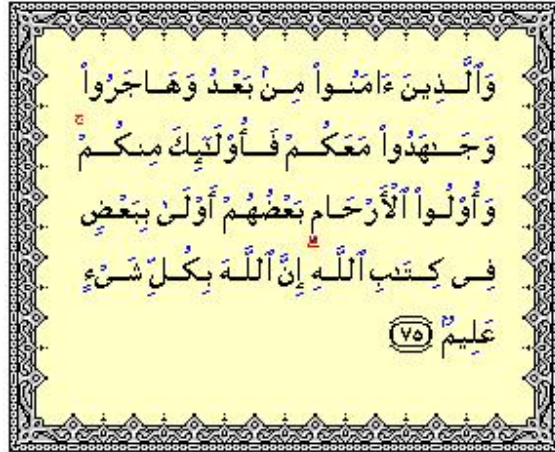 وَٱلَّذِينَ ءَامَنُوا۟ مِنۢ بَعْدُ وَهَاجَرُوا۟
وَجَـٰهَدُوا۟ مَعَكُمْ فَأُو۟لَـٰٓئِكَ مِنكُمْ ۚ
وَأُو۟لُوا۟ ٱلْأَرْحَامِ بَعْضُهُمْ أَوْلَىٰ بِبَعْضٍ
فِى كِتَـٰبِ ٱللَّهِ ۗ إِنَّ ٱللَّهَ بِكُلِّ شَىْءٍ
عَلِيمٌۢ ٧٥